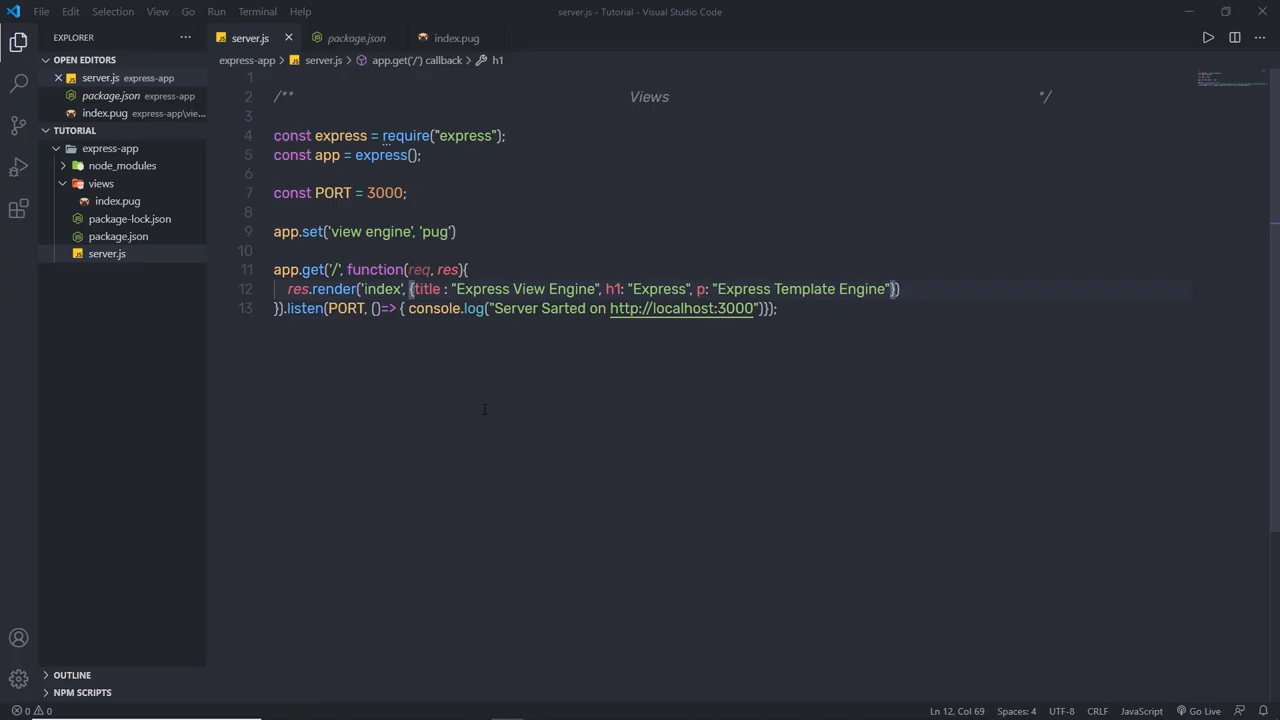 File Edit Selection View Go Run Terminal Help
server.js - Tutorial - Visual Studio Code
EXPLORER
server.js
package.json
index.pug
OPEN EDITORS
server.js express-app
package.json express-app
index.pug express-app\vie...
TUTORIAL
express-app
node_modules
views
index.pug
package-lock.json
package.json
server.js
OUTLINE
NPM SCRIPTS
express-app > server.js > app.get('/') callback > h1
1
2 /** Views */
3
4 const express = require("express");
5 const app = express();
6
7 const PORT = 3000;
8
9 app.set('view engine', 'pug')
10
11 app.get('/', function(req, res){
12 res.render('index', {title : "Express View Engine", h1: "Express", p: "Express Template Engine"})
13 }).listen(PORT, ()=> { console.log("Server Sarted on http://localhost:3000")});
0 0
Ln 12, Col 69 Spaces: 4 UTF-8 CRLF JavaScript Go Live